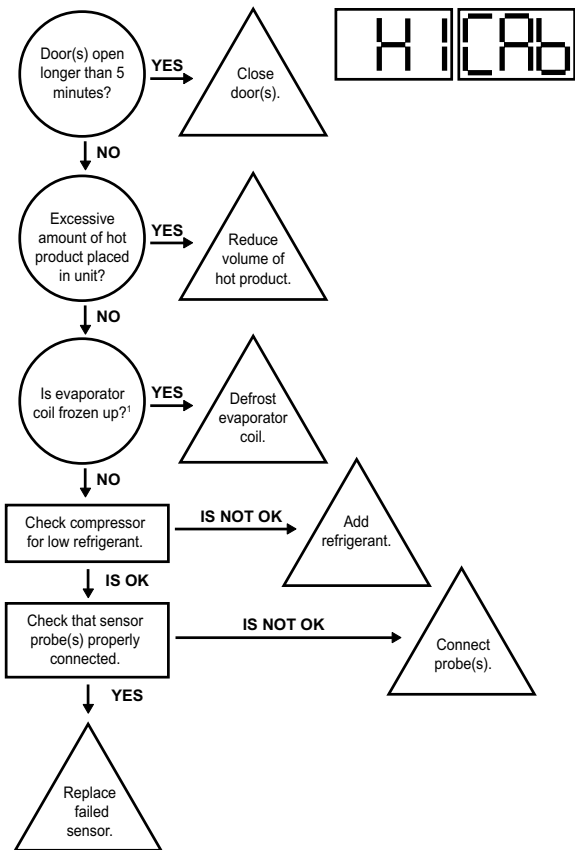 HI CAb
Door(s) open
longer than 5
minutes?
YES
Close
door(s).
NO
Excessive
amount of hot
product placed
in unit?
YES
Reduce
volume of
hot product.
NO
Is evaporator
coil frozen up?¹
YES
Defrost
evaporator
coil.
NO
Check compressor
for low refrigerant.
IS NOT OK
Add
refrigerant.
IS OK
Check that sensor
probe(s) properly
connected.
IS NOT OK
Connect
probe(s).
YES
Replace
failed
sensor.